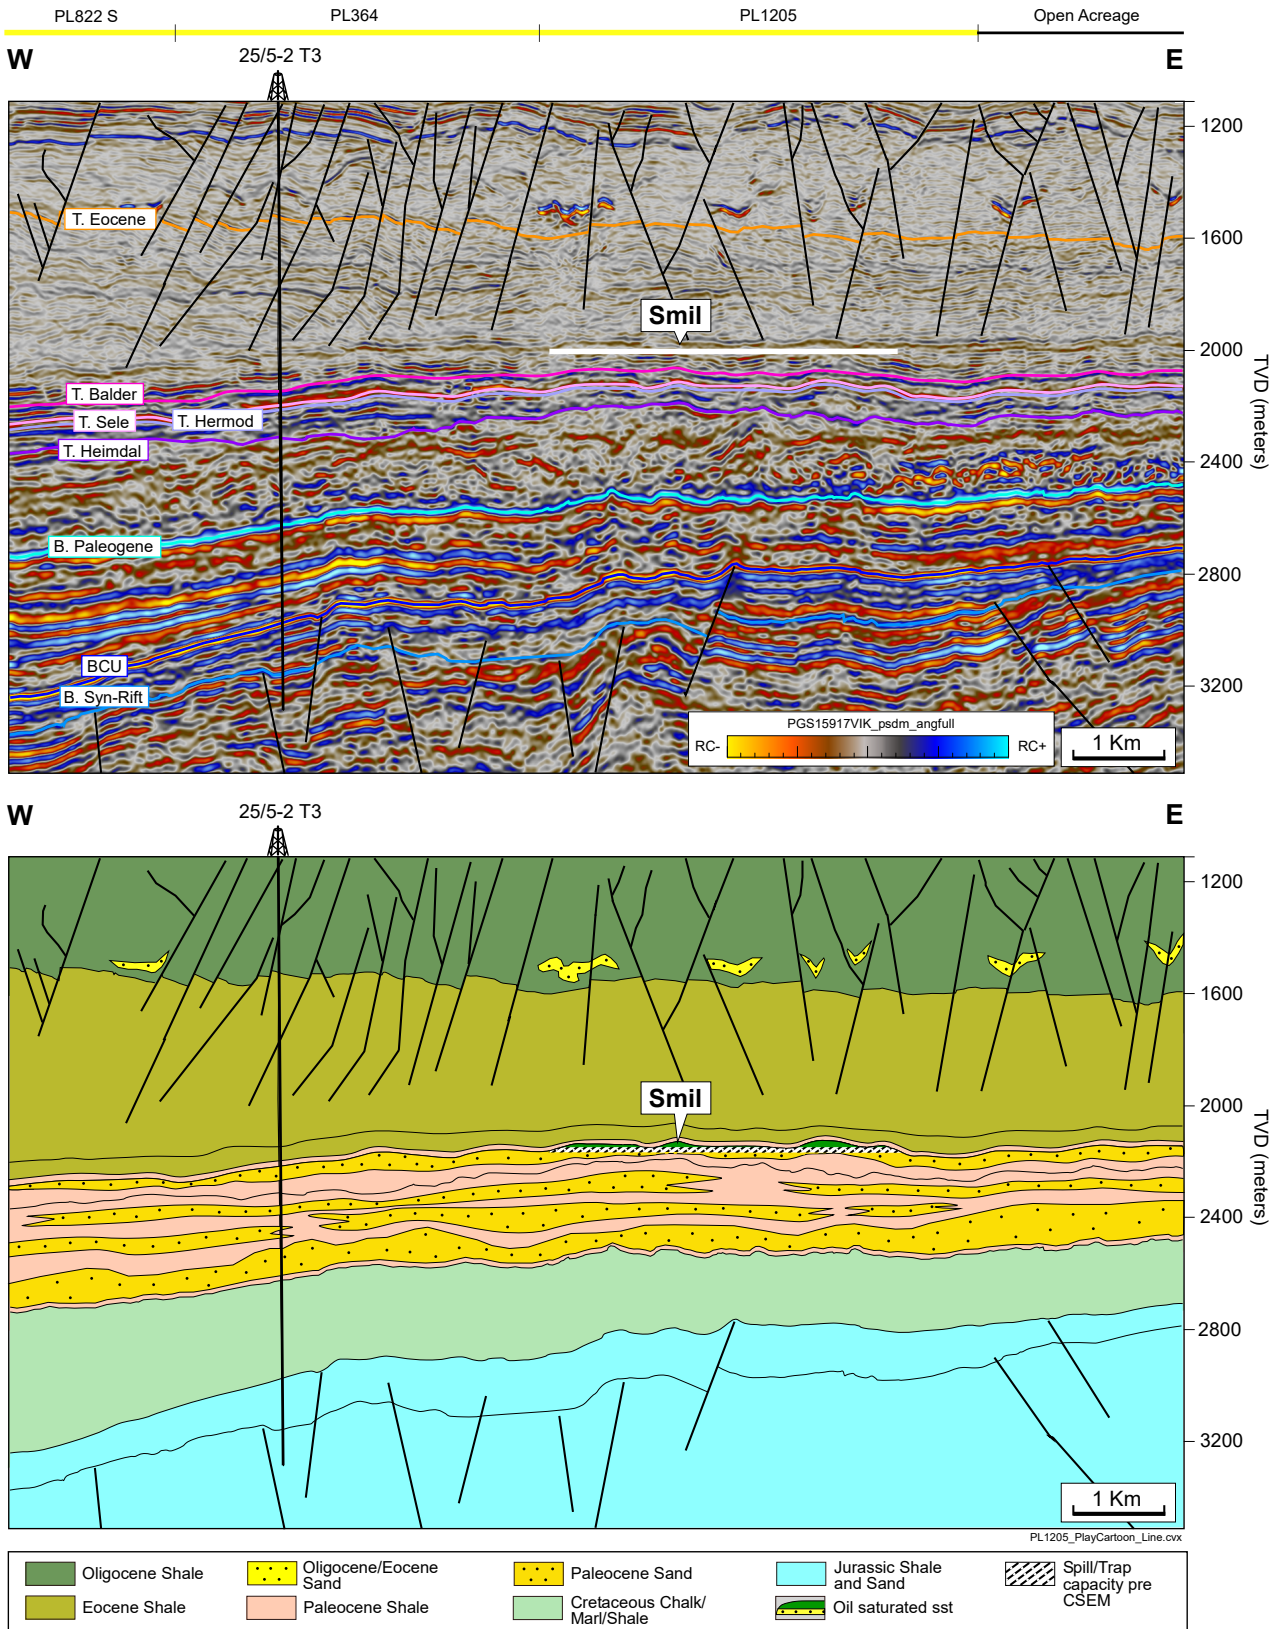 PL822 S
PL364
PL1205
Open Acreage
W
25/5-2 T3
E
1200
T. Eocene
1600
Smil
2000
T. Balder
T. Sele
T. Hermod
T. Heimdal
2400
TVD (meters)
B. Paleogene
2800
BCU
B. Syn-Rift
3200
PGS15917VIK_psdm_angfull
RC-
RC+
1 Km
W
25/5-2 T3
E
1200
1600
2000
Smil
TVD (meters)
2400
2800
3200
1 Km
PL1205_PlayCartoon_Line.cvx
Oligocene Shale
Oligocene/Eocene
Sand
Paleocene Sand
Jurassic Shale
and Sand
Spill/Trap
capacity pre
CSEM
Eocene Shale
Paleocene Shale
Cretaceous Chalk/
Marl/Shale
Oil saturated sst